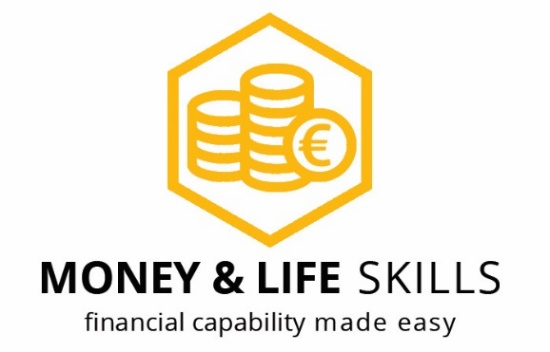 €
MONEY & LIFE SKILLS
financial capability made easy